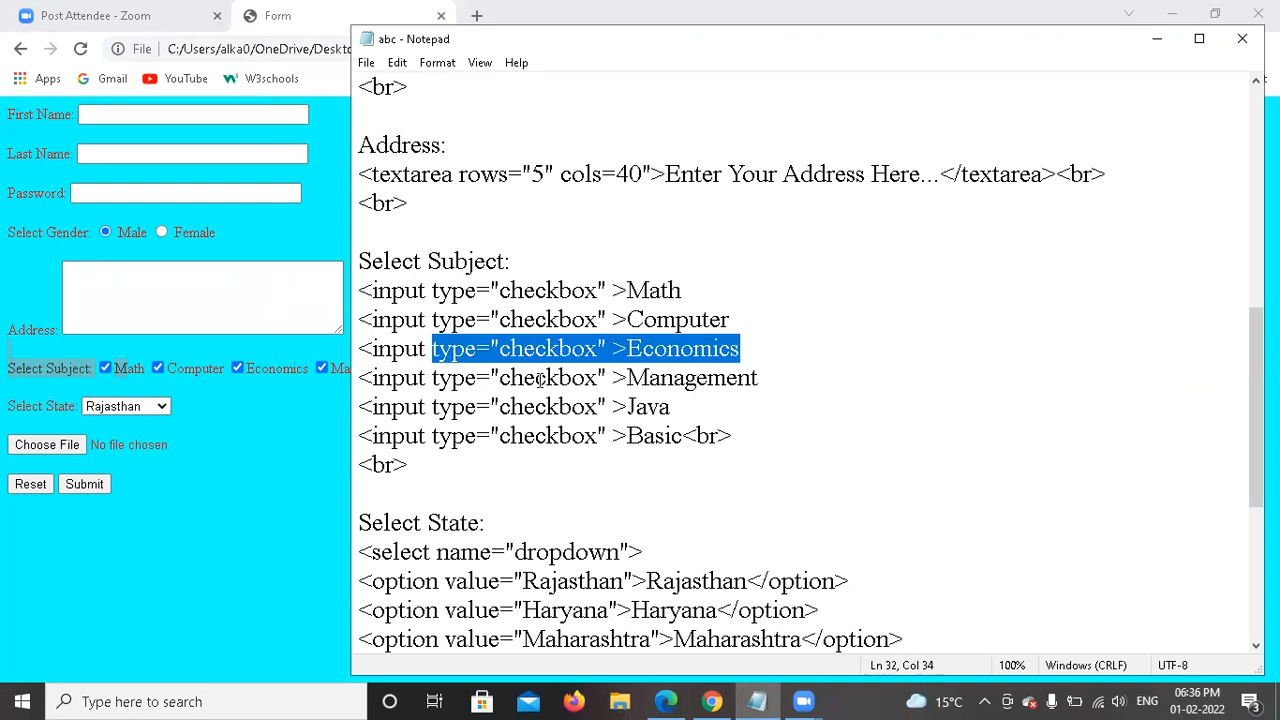 Post Attendee - Zoom
Form
File
C:/Users/alka0/OneDrive/Deskto
Apps
Gmail
YouTube
W3schools
First Name:
Last Name:
Password:
Select Gender: Male Female
Address:
Select Subject: Math Computer Economics Ma
Select State: Rajasthan
Choose File No file chosen
Reset Submit
abc - Notepad
File Edit Format View Help
<br>
Address:
<textarea rows="5" cols=40">Enter Your Address Here...</textarea><br>
<br>
Select Subject:
<input type="checkbox" >Math
<input type="checkbox" >Computer
<input type="checkbox" >Economics
<input type="checkbox" >Management
<input type="checkbox" >Java
<input type="checkbox" >Basic<br>
<br>
Select State:
<select name="dropdown">
<option value="Rajasthan">Rajasthan</option>
<option value="Haryana">Haryana</option>
<option value="Maharashtra">Maharashtra</option>
Ln 32, Col 34 100% Windows (CRLF) UTF-8
Type here to search
15°C
ENG
06:36 PM
01-02-2022
3